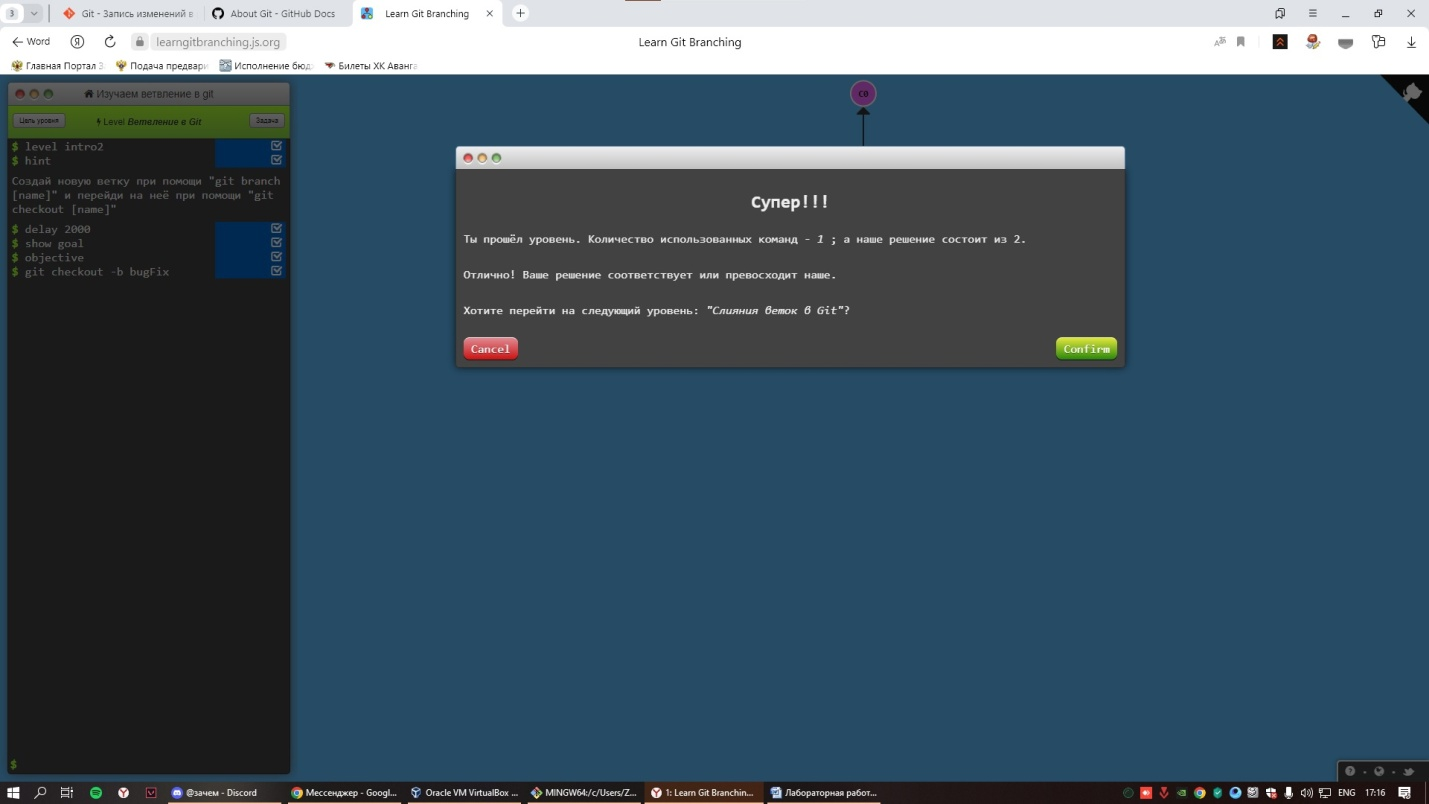 3
Git - Запись изменений в
About Git - GitHub Docs
Learn Git Branching
Word
learngitbranching.js.org
Learn Git Branching
Главная Портал З
Подача предвари
Исполнение бюд
Билеты ХК Аванга
Изучаем ветвление в git
Цель уровня
Level Ветвление в Git
Задача
$ level intro2
$ hint
Создай новую ветку при помощи "git branch
[name]" и перейди на неё при помощи "git
checkout [name]"
$ delay 2000
$ show goal
$ objective
$ git checkout -b bugFix
$
C0
Супер!!!
Ты прошёл уровень. Количество использованных команд - 1 ; а наше решение состоит из 2.
Отлично! Ваше решение соответствует или превосходит наше.
Хотите перейти на следующий уровень: "Слияния веток в Git"?
Cancel
Confirm
@зачем - Discord
Мессенджер - Googl...
Oracle VM VirtualBox ...
MINGW64:/c/Users/Z...
1: Learn Git Branchin...
Лабораторная работ...
ENG
17:16